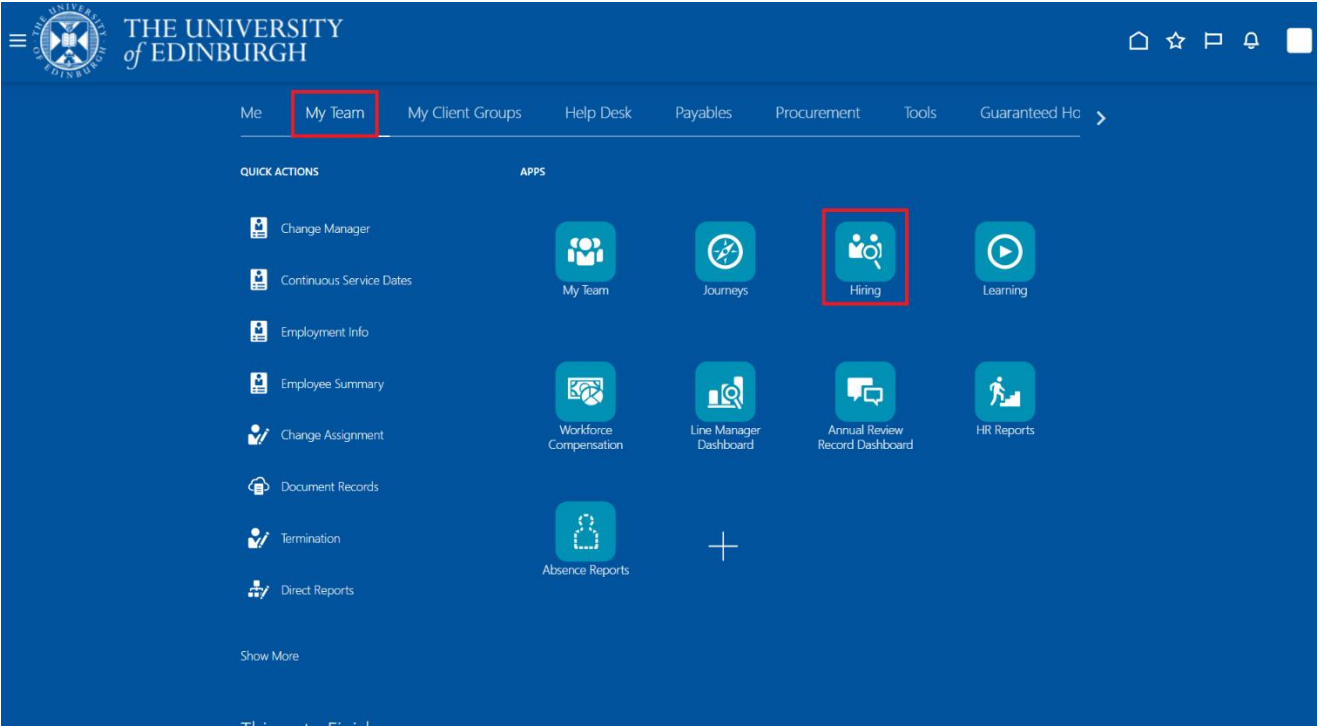 THE UNIVERSITY
of EDINBURGH
Me My Team My Client Groups Help Desk Payables Procurement Tools Guaranteed Ho
QUICK ACTIONS
APPS
Change Manager
Continuous Service Dates
Employment Info
Employee Summary
Change Assignment
Document Records
Termination
Direct Reports
Show More
My Team
Journeys
Hiring
Learning
Workforce
Compensation
Line Manager
Dashboard
Annual Review
Record Dashboard
HR Reports
Absence Reports